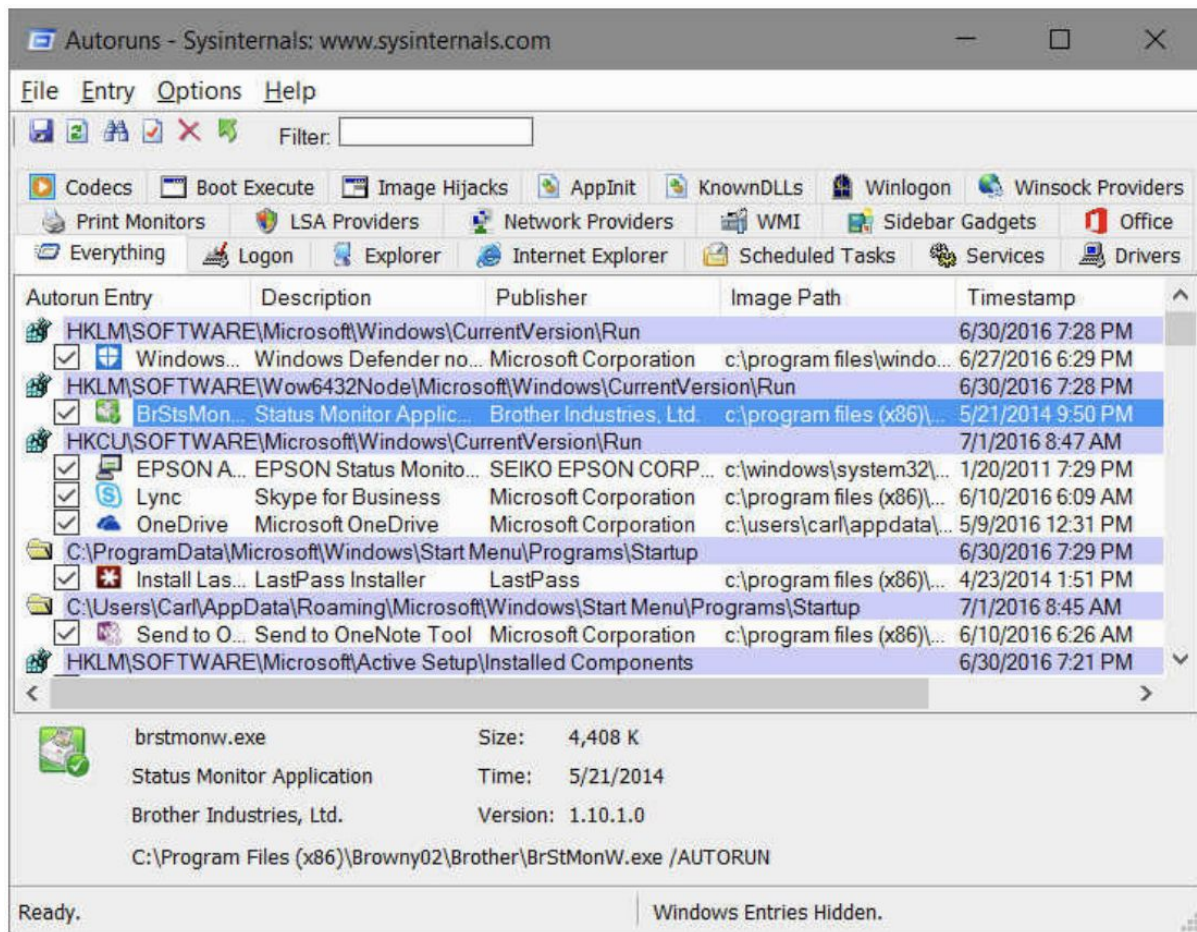 Autoruns - Sysinternals: www.sysinternals.com
File Entry Options Help
Filter:
Codecs Boot Execute Image Hijacks AppInit KnownDLLs Winlogon Winsock Providers
Print Monitors LSA Providers Network Providers WMI Sidebar Gadgets Office
Everything Logon Explorer Internet Explorer Scheduled Tasks Services Drivers
Autorun Entry Description Publisher Image Path Timestamp
HKLM\SOFTWARE\Microsoft\Windows\CurrentVersion\Run 6/30/2016 7:28 PM
Windows... Windows Defender no... Microsoft Corporation c:\program files\windo... 6/27/2016 6:29 PM
HKLM\SOFTWARE\Wow6432Node\Microsoft\Windows\CurrentVersion\Run 6/30/2016 7:28 PM
BrStsMon... Status Monitor Applic... Brother Industries, Ltd. c:\program files (x86)\... 5/21/2014 9:50 PM
HKCU\SOFTWARE\Microsoft\Windows\CurrentVersion\Run 7/1/2016 8:47 AM
EPSON A... EPSON Status Monito... SEIKO EPSON CORP... c:\windows\system32\... 1/20/2011 7:29 PM
Lync Skype for Business Microsoft Corporation c:\program files (x86)\... 6/10/2016 6:09 AM
OneDrive Microsoft OneDrive Microsoft Corporation c:\users\carl\appdata\... 5/9/2016 12:31 PM
C:\ProgramData\Microsoft\Windows\Start Menu\Programs\Startup 6/30/2016 7:29 PM
Install Las... LastPass Installer LastPass c:\program files (x86)\... 4/23/2014 1:51 PM
C:\Users\Carl\AppData\Roaming\Microsoft\Windows\Start Menu\Programs\Startup 7/1/2016 8:45 AM
Send to O... Send to OneNote Tool Microsoft Corporation c:\program files (x86)\... 6/10/2016 6:26 AM
HKLM\SOFTWARE\Microsoft\Active Setup\Installed Components 6/30/2016 7:21 PM
brstmonw.exe Size: 4,408 K
Status Monitor Application Time: 5/21/2014
Brother Industries, Ltd. Version: 1.10.1.0
C:\Program Files (x86)\Browny02\Brother\BrStMonW.exe /AUTORUN
Ready. Windows Entries Hidden.